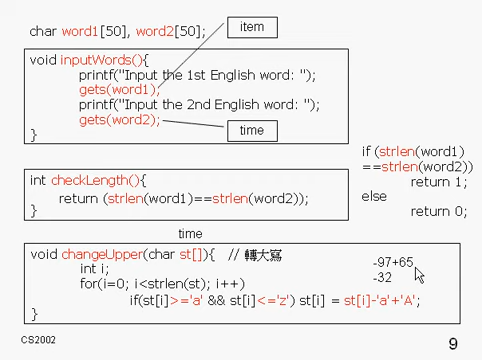 char word1[50], word2[50];
item
void inputWords(){
printf("Input the 1st English word: ");
gets(word1);
printf("Input the 2nd English word: ");
gets(word2);
time
}
if (strlen(word1)
==strlen(word2))
return 1;
else
return 0;
int checkLength(){
return (strlen(word1)==strlen(word2));
}
time
void changeUpper(char st[]){ // 轉大寫
int i;
for(i=0; i<strlen(st); i++)
if(st[i]>='a' && st[i]<='z') st[i] = st[i]-'a'+'A';
}
-97+65
-32
CS2002
9